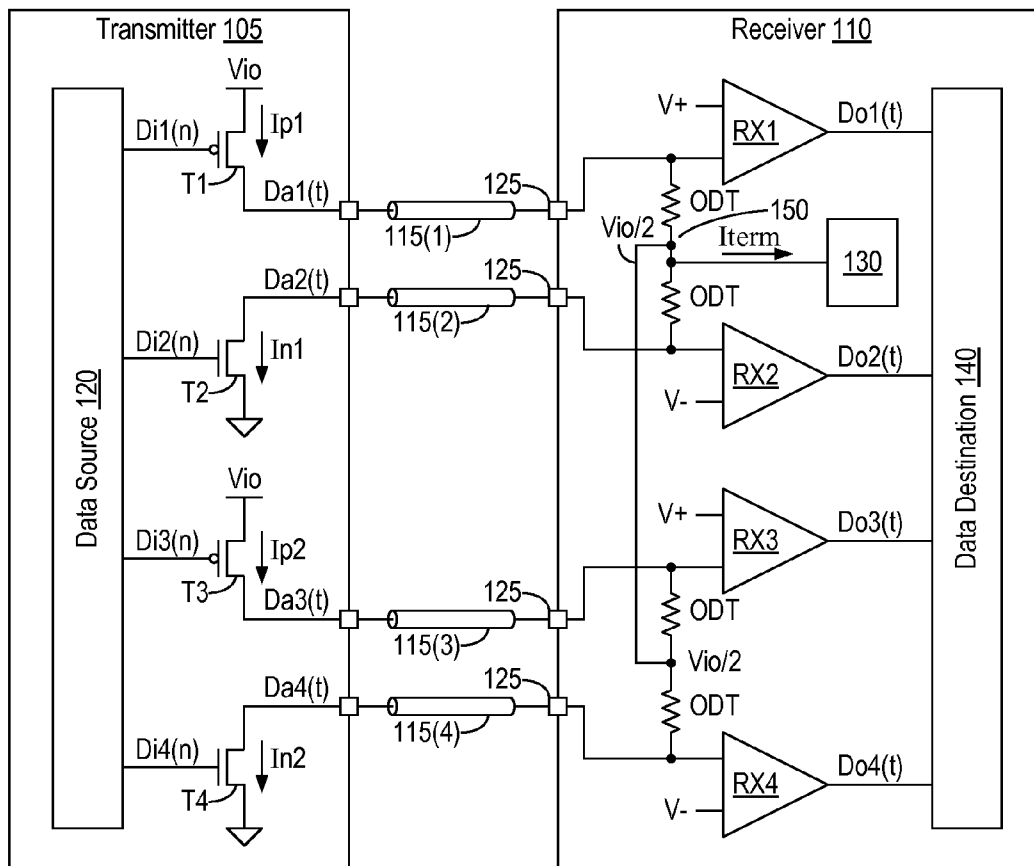 Transmitter 105
Receiver 110
Vio
Ip1
Di1(n)
T1
Da1(t)
115(1)
125
V+
RX1
Do1(t)
ODT
150
Vio/2
Iterm
130
Da2(t)
115(2)
125
ODT
Di2(n)
In1
T2
RX2
Do2(t)
V-
Data Source 120
Data Destination 140
Vio
Ip2
Di3(n)
T3
Da3(t)
115(3)
125
V+
RX3
Do3(t)
ODT
Vio/2
Da4(t)
115(4)
125
ODT
Di4(n)
In2
T4
RX4
Do4(t)
V-